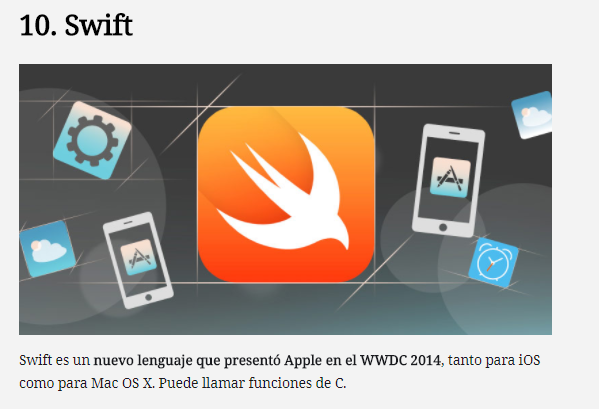 10. Swift
Swift es un nuevo lenguaje que presentó Apple en el WWDC 2014, tanto para iOS
como para Mac OS X. Puede llamar funciones de C.